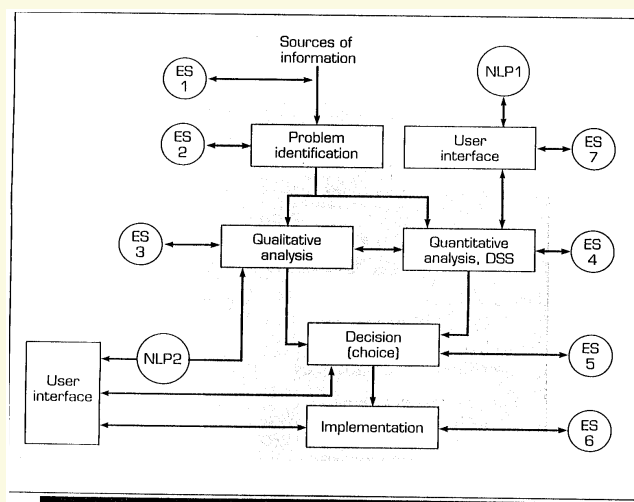 Sources of
information
ES
1
NLP1
ES
2
Problem
identification
User
interface
ES
7
ES
3
Qualitative
analysis
Quantitative
analysis, DSS
ES
4
Decision
(choice)
NLP2
ES
5
User
interface
Implementation
ES
6